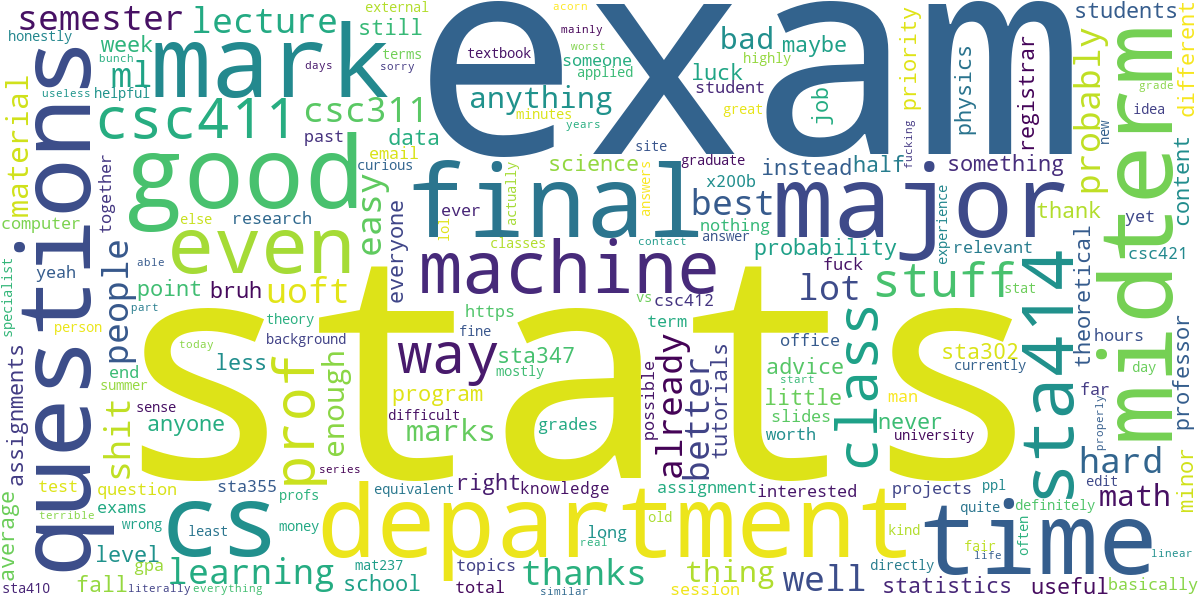 semester
lecture
exam
students
honestly
external
acorn
mainly
week
still
terms
worst
textbook
someone
bad
maybe
priority
different
mark
bunch
days
sorry
applied
highly
luck
student
job
physics
registrar
probably
midterm
grade
useless
helpful
ml
anything
minutes
great
years
csc411
csc311
past
data
material
questions
fucking
new
idea
good
email
curious
science
site
graduate
instead
half
something
content
together
easy
final
answers
x200b
best
major
thank
yet
computer
else
research
ever
lol
actually
nothing
answer
classes
contact
experience
relevant
csc421
even
everyone
probability
yeah
able
machine
fuck
lot
stuff
stat
specialist
people
point
bruh
uoft
https
vs
csc412
sta414
theoretical
part
theory
term
hours
person
background
fine
office
today
stats
way
sta347
mostly
class
advice
start
sta302
currently
day
professor
less
end
summer
prof
enough
program
already
better
tutorials
possible
little
man
far
properly
assignments
sense
shit
anyone
difficult
marks
grades
slides
worth
never
university
hard
minor
series
test
question
sta355
profs
equivalent
right
knowledge
assignment
interested
projects
ppl
edit
math
average
exams
terrible
wrong
cs
least
money
department
old
long
real
kind
time
quite
definitely
often
level
gpa
learning
mat237
school
topics
total
similar
thanks
thing
session
well
directly
fair
life
linear
sta410
fall
literally
everything
statistics
useful
basically